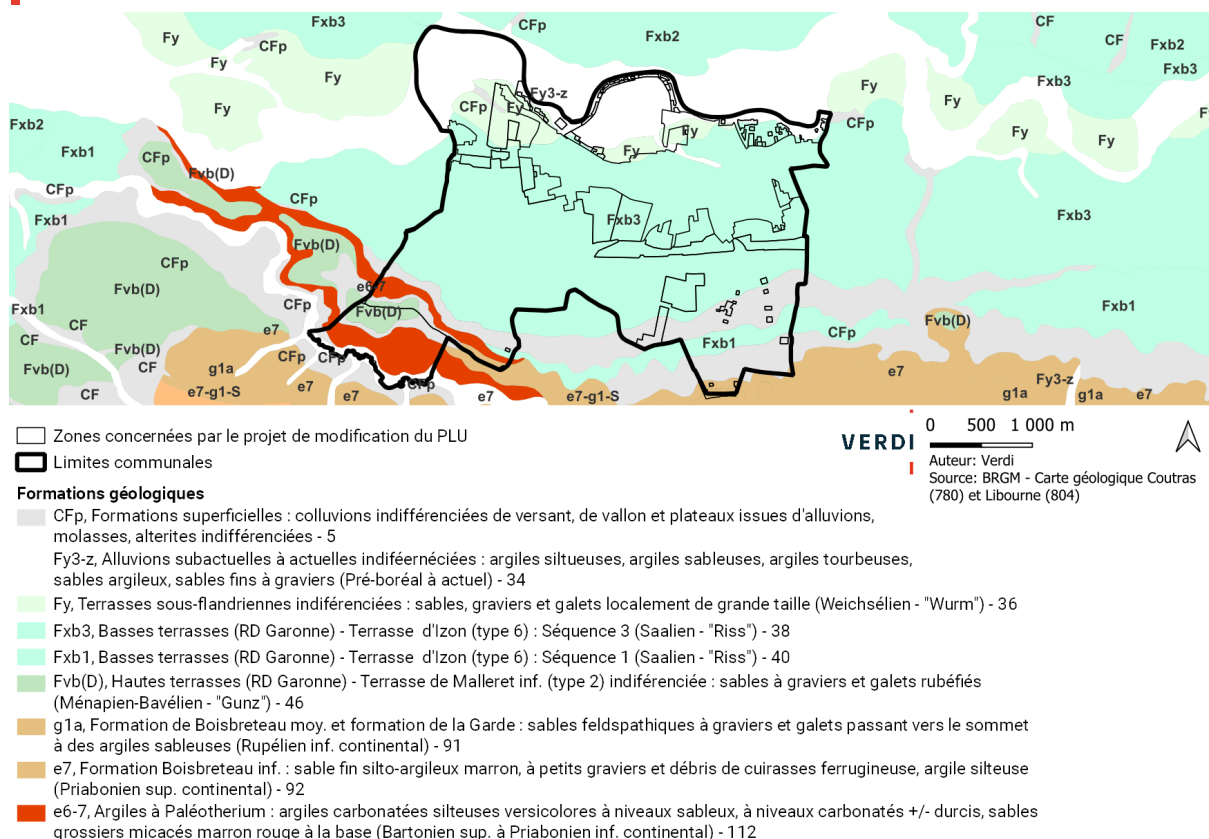 Fxb3
CFp
CF
Fy
CFp
Fxb2
CF
Fxb2
Fy
Fxb3
Fy
Fxb3
Fy
Fy3-z
Fy
CFp
Fy
Fy
Fxb2
Fy
CFp
Fy
Fy
Fxb1
CFp
Fy
Fvb(D)
CFp
CFp
Fxb1
Fxb3
Fxb3
Fvb(D)
CFp
Fvb(D)
e6-7
CFp
Fxb1
Fvb(D)
Fxb1
Fvb(D)
e7
CFp
CF
Fvb(D)
Fxb1
Fvb(D)
CF
g1a
CFp
CFp
e7
Fy3-z
CF
e7-g1-S
e7
e7
CFp
e7
e7-g1-S
g1a
g1a
e7
Zones concernées par le projet de modification du PLU
Limites communales
VERDI
0 500 1 000 m
Auteur: Verdi
Source: BRGM - Carte géologique Coutras
(780) et Libourne (804)
Formations géologiques
CFp, Formations superficielles : colluvions indifférenciées de versant, de vallon et plateaux issues d'alluvions,
molasses, alterites indifférenciées - 5
Fy3-z, Alluvions subactuelles à actuelles indiféernéciées : argiles siltueuses, argiles sableuses, argiles tourbeuses,
sables argileux, sables fins à graviers (Pré-boréal à actuel) - 34
Fy, Terrasses sous-flandriennes indiférenciées : sables, graviers et galets localement de grande taille (Weichsélien - "Wurm") - 36
Fxb3, Basses terrasses (RD Garonne) - Terrasse d'Izon (type 6) : Séquence 3 (Saalien - "Riss") - 38
Fxb1, Basses terrasses (RD Garonne) - Terrasse d'Izon (type 6) : Séquence 1 (Saalien - "Riss") - 40
Fvb(D), Hautes terrasses (RD Garonne) - Terrasse de Malleret inf. (type 2) indiférenciée : sables à graviers et galets rubéfiés
(Ménapien-Bavélien - "Gunz") - 46
g1a, Formation de Boisbreteau moy. et formation de la Garde : sables feldspathiques à graviers et galets passant vers le sommet
à des argiles sableuses (Rupélien inf. continental) - 91
e7, Formation Boisbreteau inf. : sable fin silto-argileux marron, à petits graviers et débris de cuirasses ferrugineuse, argile silteuse
(Priabonien sup. continental) - 92
e6-7, Argiles à Paléotherium : argiles carbonatées silteuses versicolores à niveaux sableux, à niveaux carbonatés +/- durcis, sables
grossiers micacés marron rouge à la base (Bartonien sup. à Priabonien inf. continental) - 112